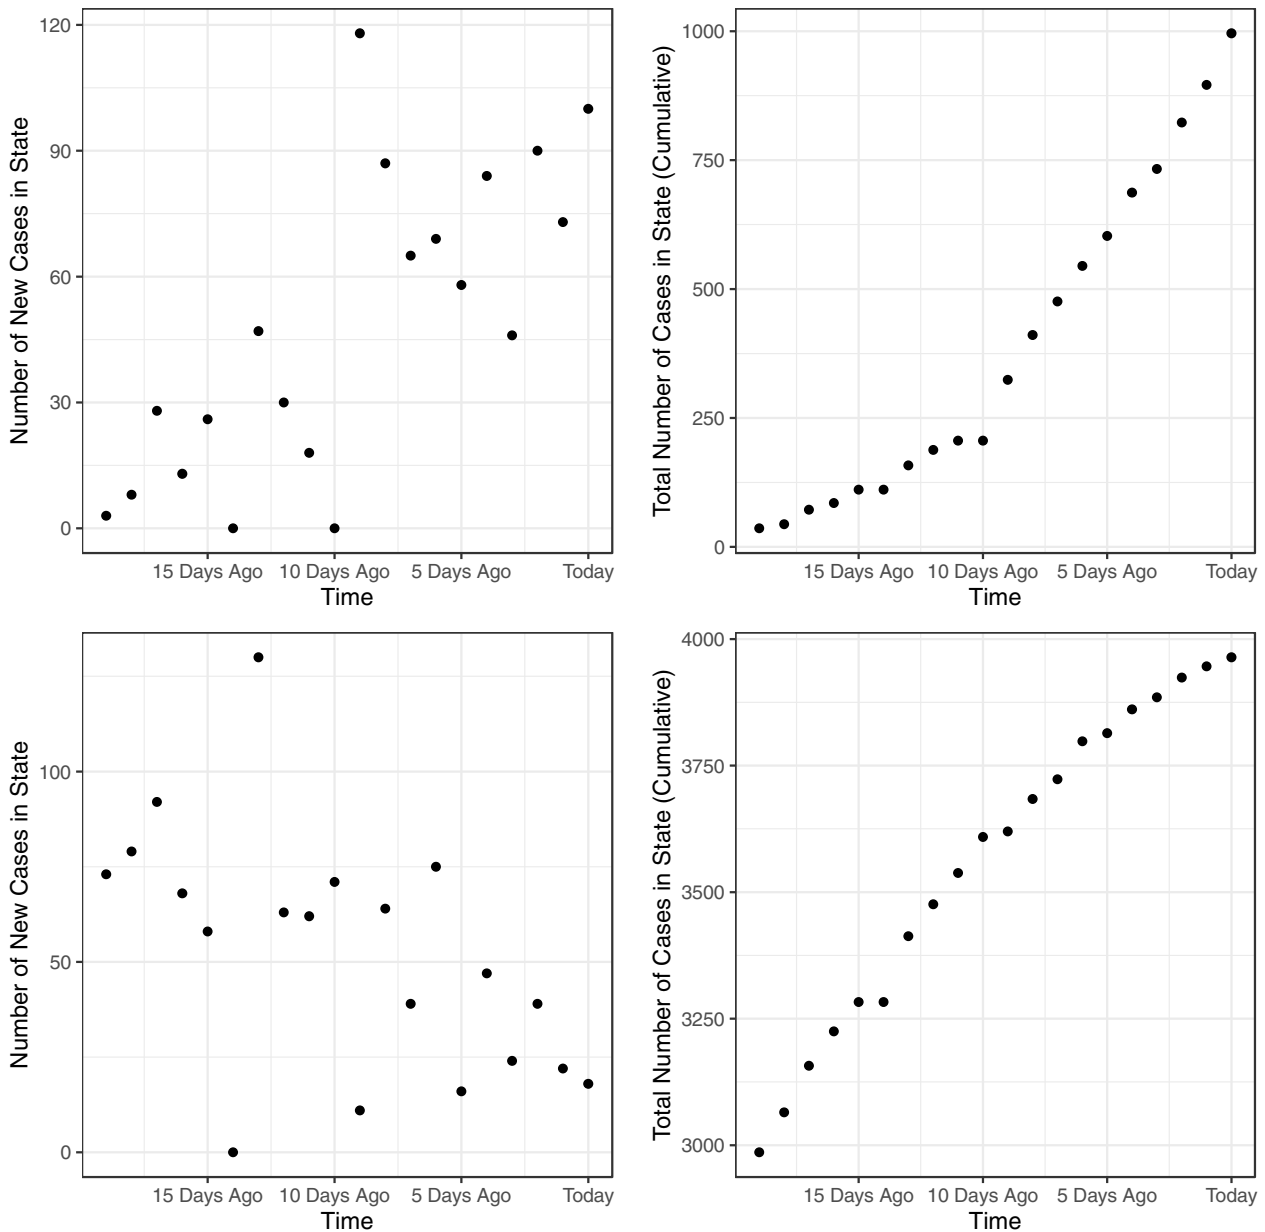 Number of New Cases in State
120
90
60
30
0
15 Days Ago 10 Days Ago 5 Days Ago Today
Time
Total Number of Cases in State (Cumulative)
1000
750
500
250
0
15 Days Ago 10 Days Ago 5 Days Ago Today
Time
Number of New Cases in State
100
50
0
15 Days Ago 10 Days Ago 5 Days Ago Today
Time
Total Number of Cases in State (Cumulative)
4000
3750
3500
3250
3000
15 Days Ago 10 Days Ago 5 Days Ago Today
Time